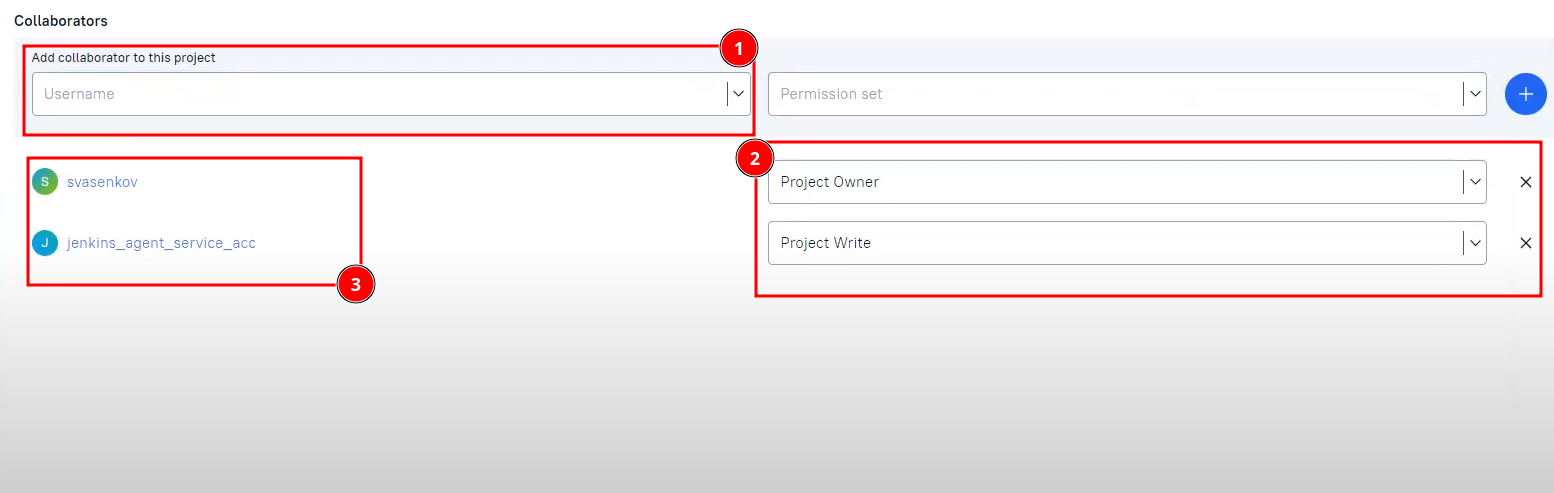 Collaborators
1
Add collaborator to this project
Username
Permission set
2
S svasenkov
Project Owner
J jenkins_agent_service_acc
Project Write
3